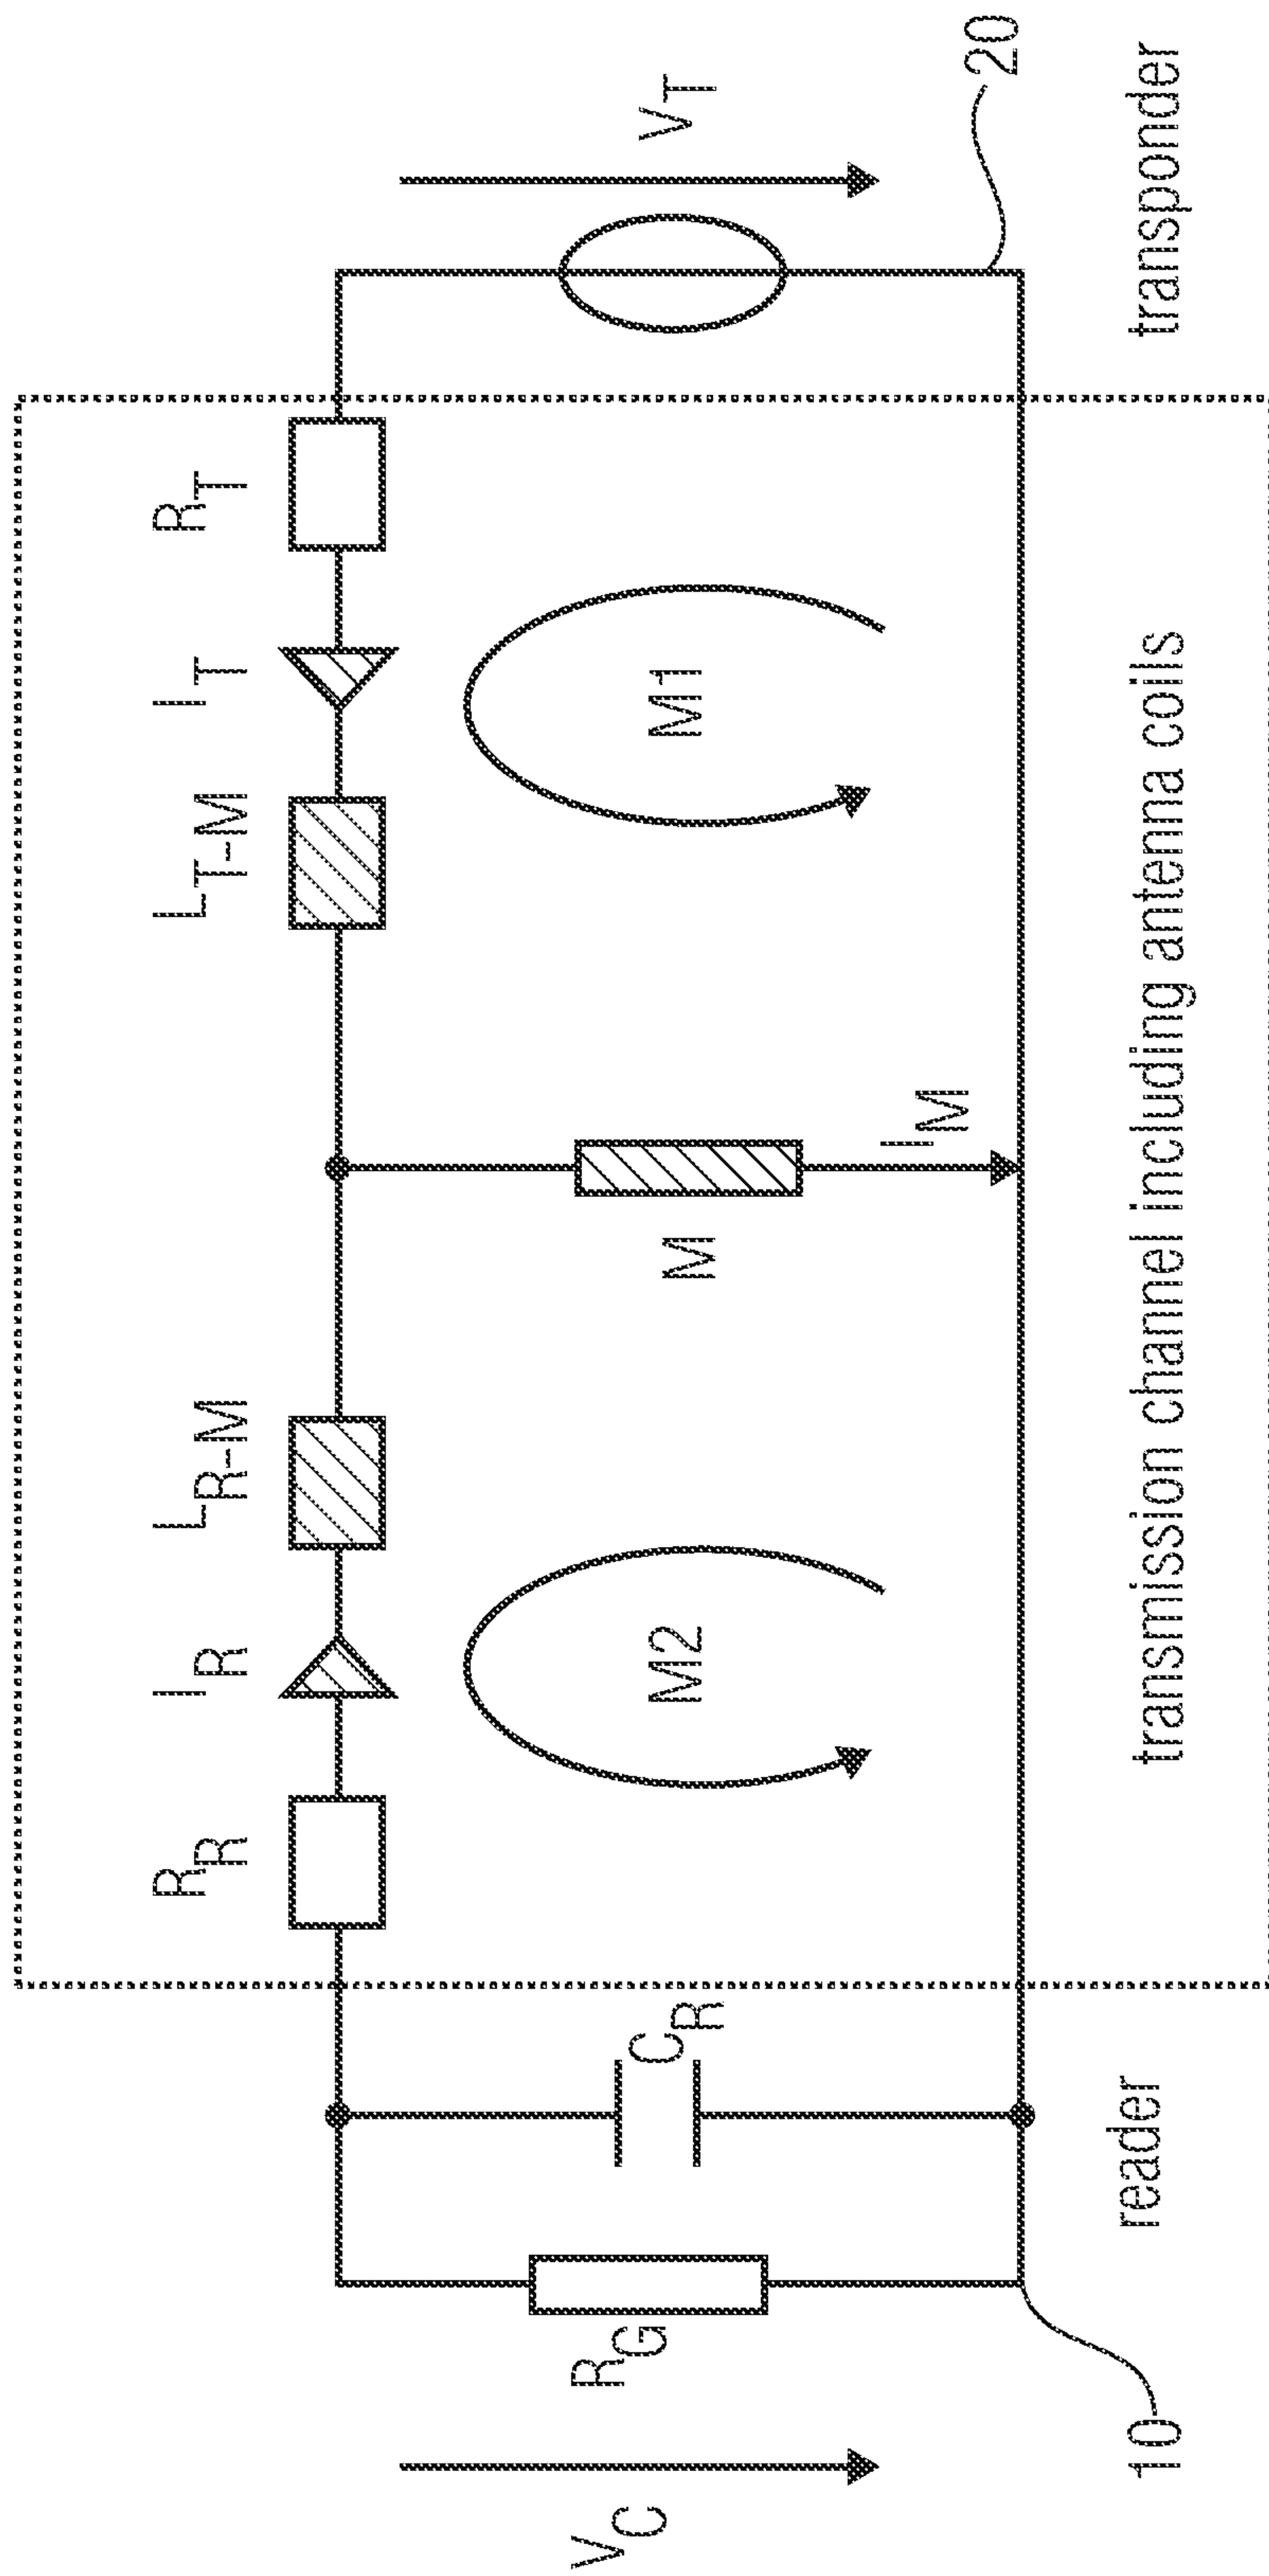 V_C
R_G
C_R
R_R
I_R
L_R-M
M
I_M
L_T-M
I_T
R_T
V_T
M2
M1
10
20
reader
transmission channel including antenna coils
transponder